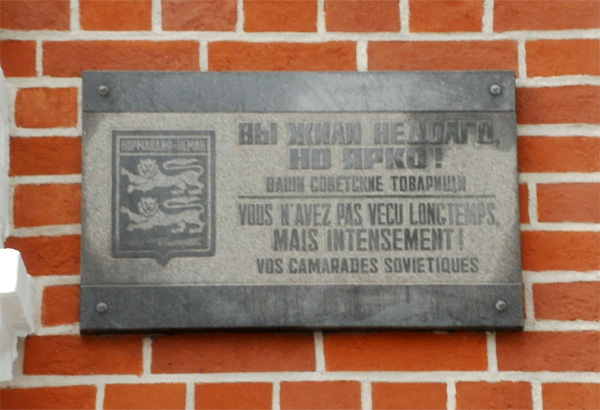 НОРМАНДИЯ-НЕМАН
ВЫ ЖИЛИ НЕДОЛГО,
НО ЯРКО!
ВАШИ СОВЕТСКИЕ ТОВАРИЩИ
VOUS N'AVEZ PAS VECU LONGTEMPS,
MAIS INTENSEMENT!
VOS CAMARADES SOVIETIQUES